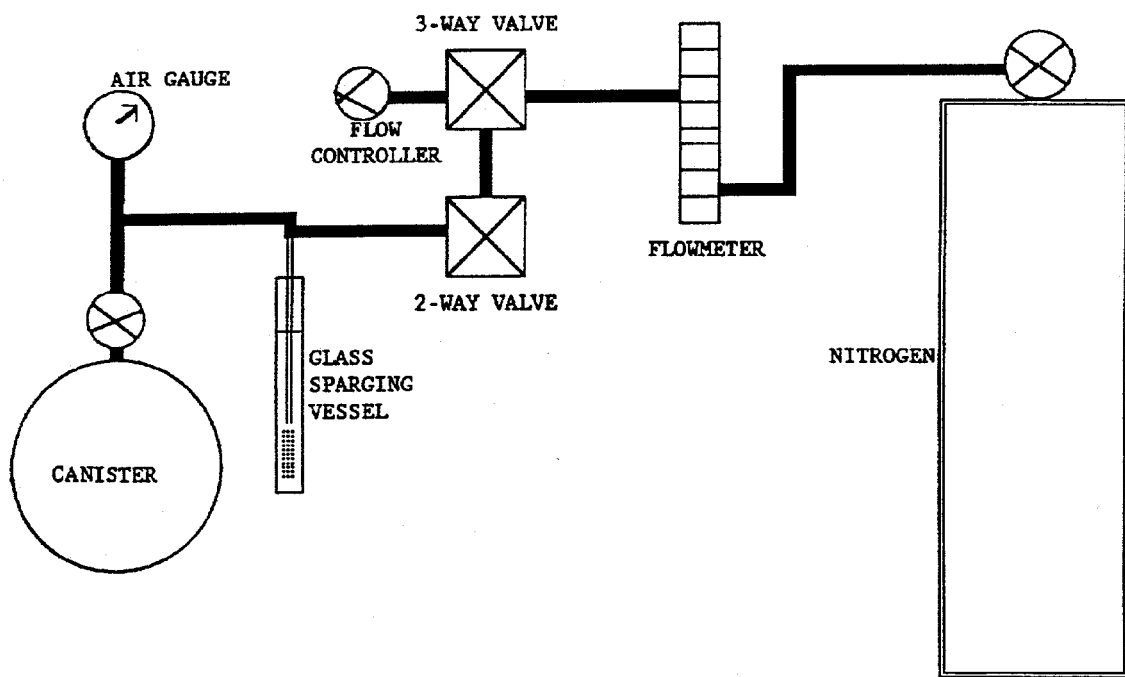 3-WAY VALVE
AIR GAUGE
FLOW
CONTROLLER
FLOWMETER
2-WAY VALVE
GLASS
SPARGING
VESSEL
NITROGEN
CANISTER